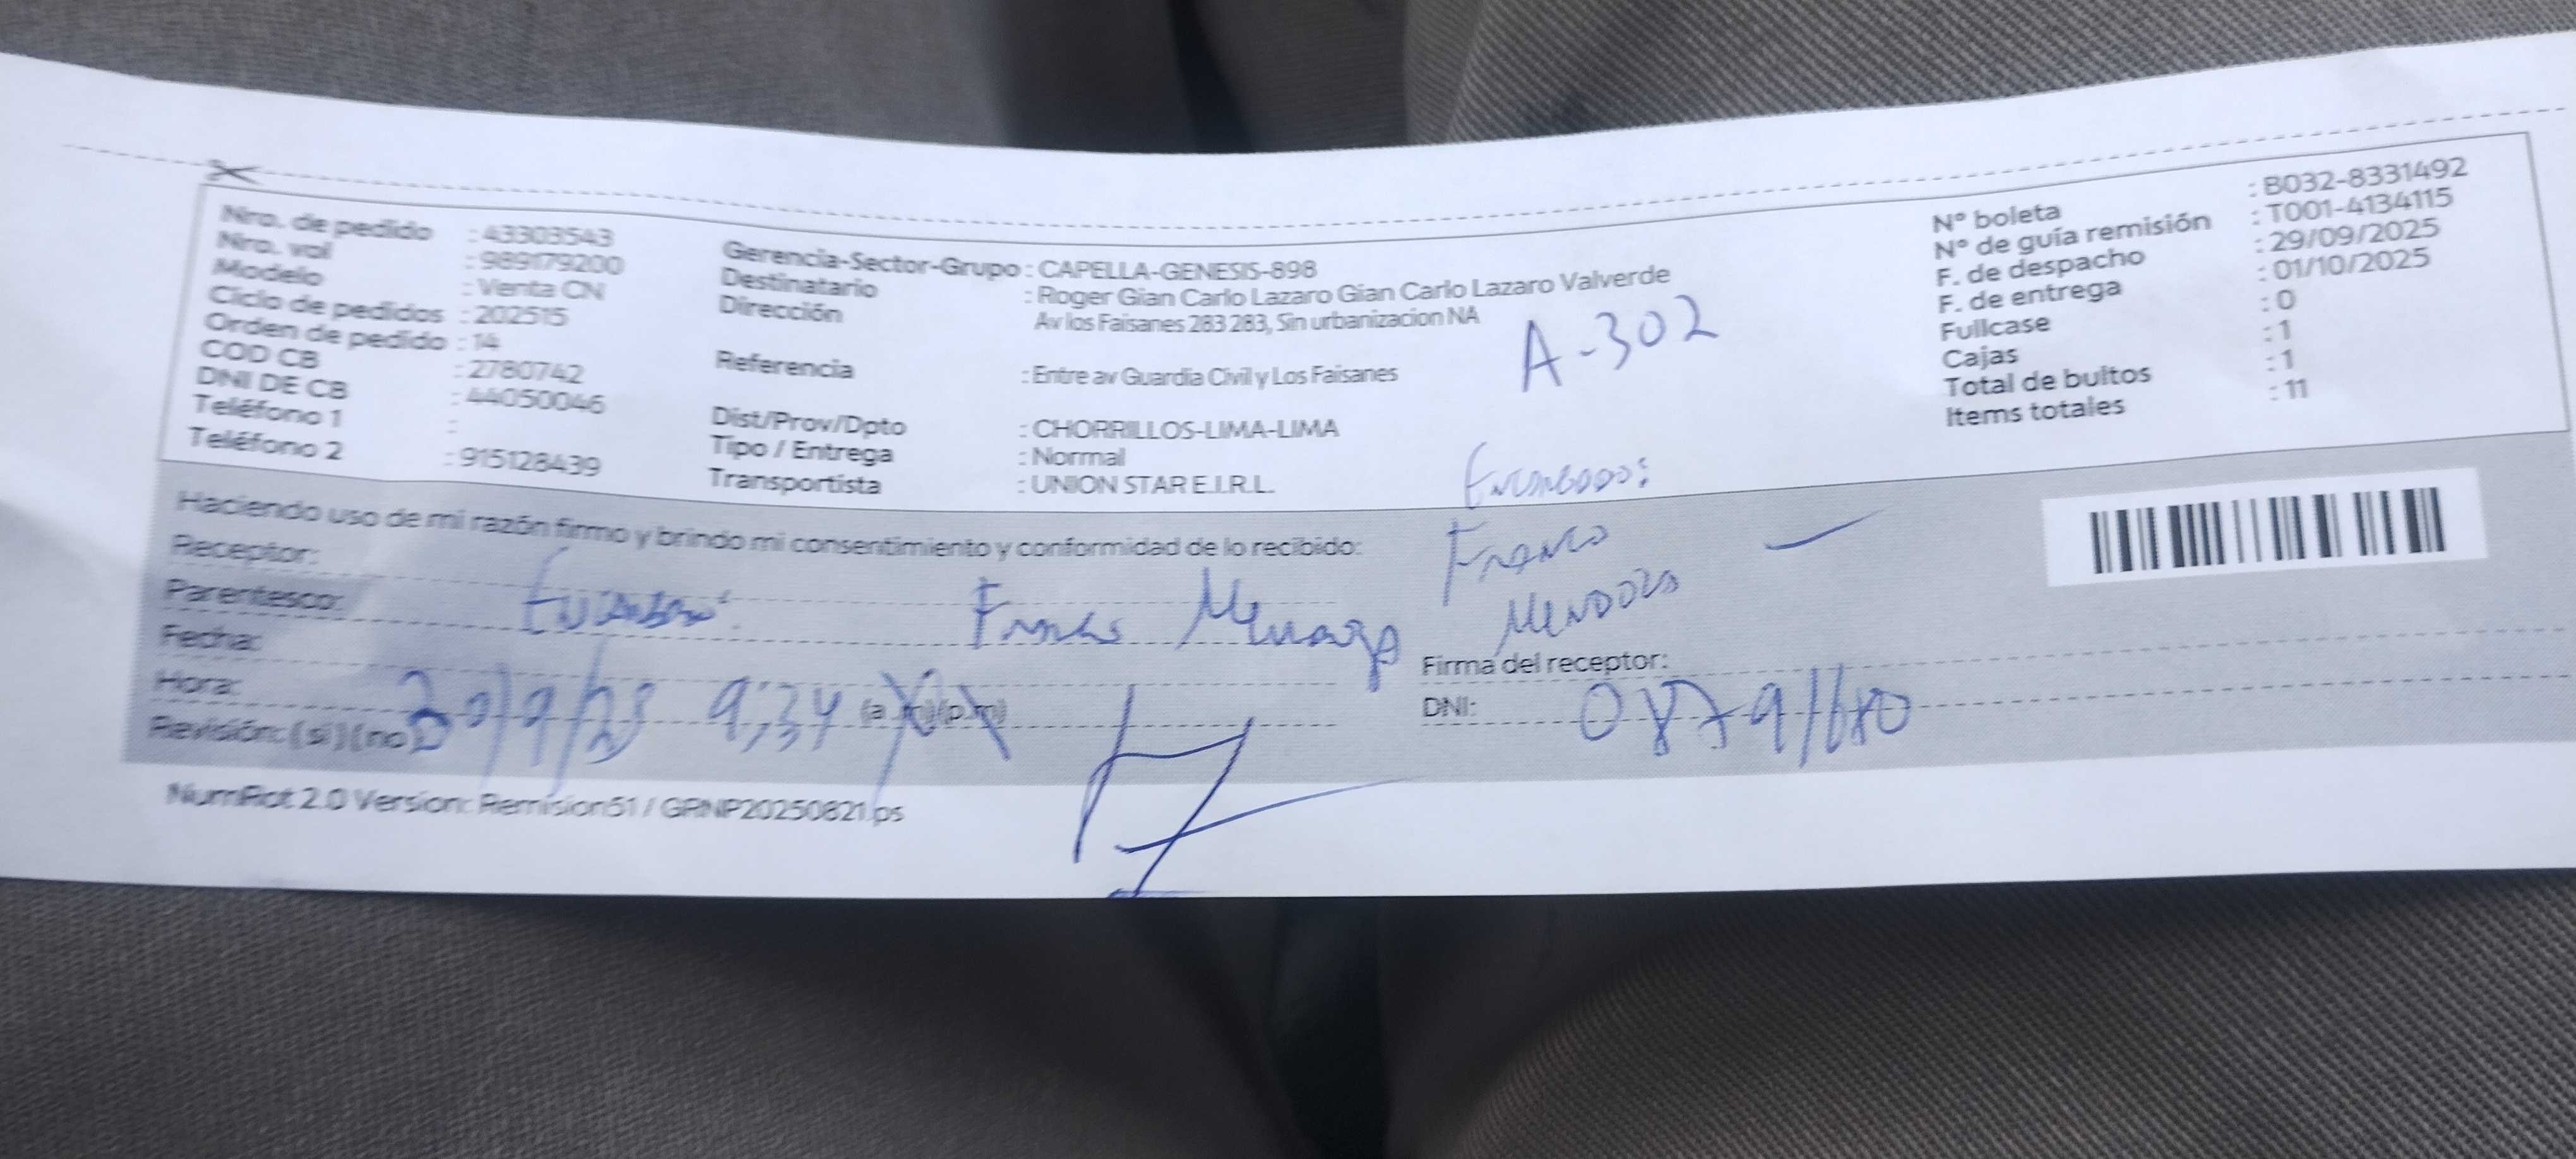 Nro. de pedido : 43303543
Nro. val : 989179200
Modelo : Venta CN
Ciclo de pedidos : 202515
Orden de pedido : 14
COD CB : 2780742
DNI DE CB : 44050046
Teléfono 1 :
Teléfono 2 : 915128439
Gerencia-Sector-Grupo : CAPELLA-GENESIS-898
Destinatario : Roger Gian Carlo Lazaro Gian Carlo Lazaro Valverde
Dirección : Av los Faisanes 283 283, Sin urbanizacion NA
A-302
Referencia : Entre av Guardia Civil y Los Faisanes
Dist/Prov/Dpto : CHORRILLOS-LIMA-LIMA
Tipo / Entrega : Normal
Transportista : UNION STAR E.I.R.L.
N° boleta : B032-8331492
N° de guía remisión : T001-4134115
F. de despacho : 29/09/2025
F. de entrega : 01/10/2025
Fullcase : 0
Cajas : 1
Total de bultos : 1
Items totales : 11
Haciendo uso de mi razón firmo y brindo mi consentimiento y conformidad de lo recibido:
Receptor:
Parentesco:
Franco
Fecha:
Hora: 9:34 (a.m)(p.m)
Revisión: (si)(no)
Franco
Mendoza
Firma del receptor:
DNI:
NumRot 2.0 Version: Remision51 / GRNP20250821.ps